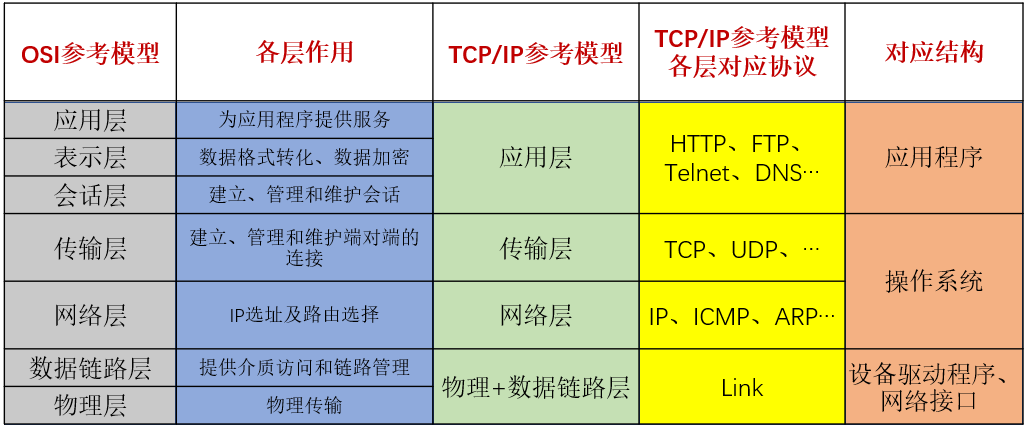 OSI参考模型
各层作用
TCP/IP参考模型
TCP/IP参考模型
各层对应协议
对应结构
应用层
为应用程序提供服务
应用层
HTTP、FTP、
Telnet、DNS…
应用程序
表示层
数据格式转化、数据加密
会话层
建立、管理和维护会话
传输层
建立、管理和维护端对端的
连接
传输层
TCP、UDP、…
操作系统
网络层
IP选址及路由选择
网络层
IP、ICMP、ARP…
数据链路层
提供介质访问和链路管理
物理+数据链路层
Link
设备驱动程序、
网络接口
物理层
物理传输